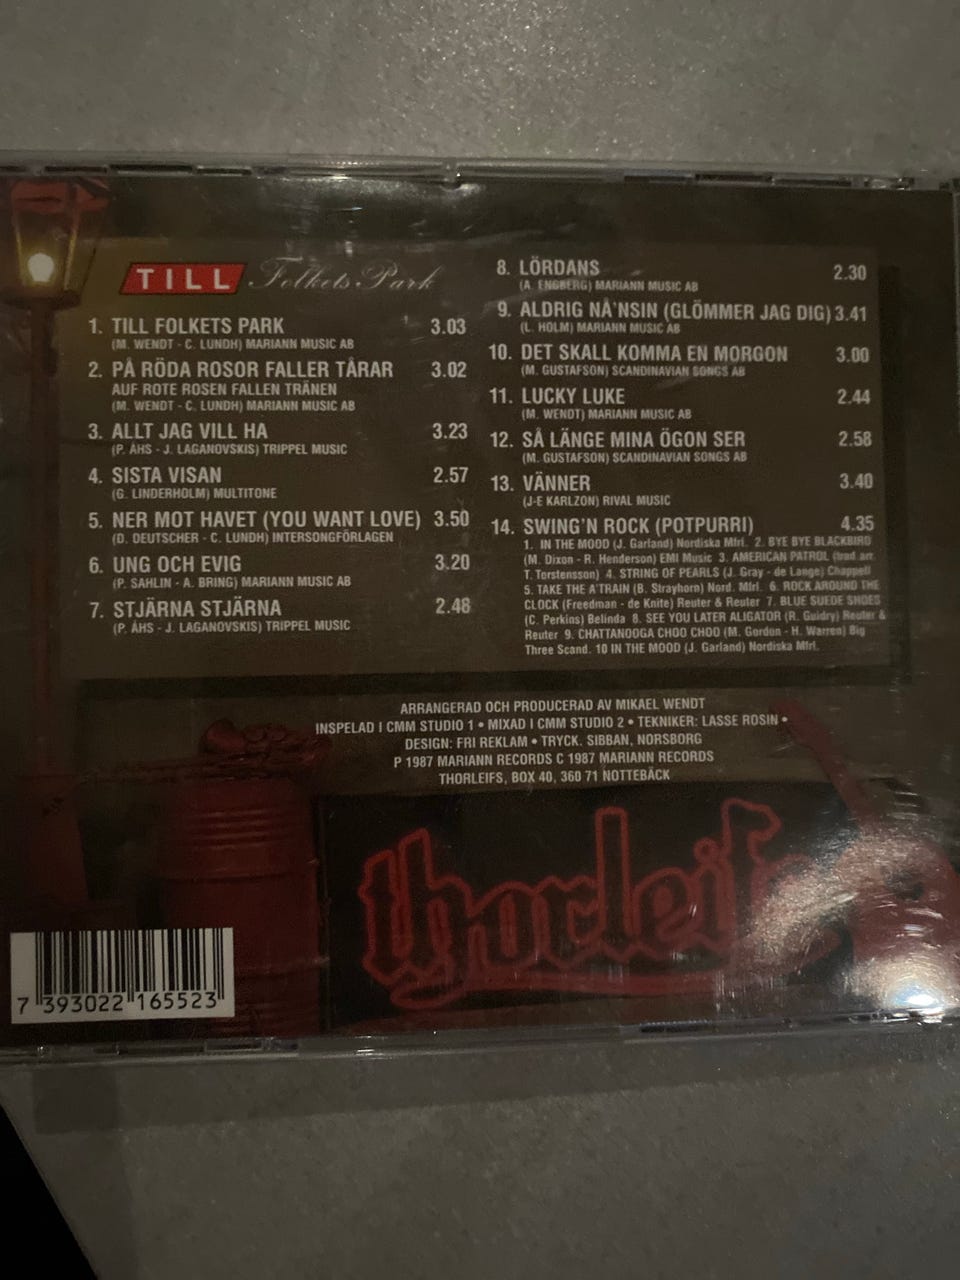 TILL Folkets Park
1. TILL FOLKETS PARK 3.03
(M. WENDT - C. LUNDH) MARIANN MUSIC AB
2. PÅ RÖDA ROSOR FALLER TÅRAR 3.02
AUF ROTE ROSEN FALLEN TRÄNEN
(M. WENDT - C. LUNDH) MARIANN MUSIC AB
3. ALLT JAG VILL HA 3.23
(P. ÅHS - J. LAGANOVSKIS) TRIPPEL MUSIC
4. SISTA VISAN 2.57
(G. LINDERHOLM) MULTITONE
5. NER MOT HAVET (YOU WANT LOVE) 3.50
(D. DEUTSCHER - C. LUNDH) INTERSONGFÖRLAGEN
6. UNG OCH EVIG 3.20
(P. SAHLIN - A. BRING) MARIANN MUSIC AB
7. STJÄRNA STJÄRNA 2.48
(P. ÅHS - J. LAGANOVSKIS) TRIPPEL MUSIC
8. LÖRDANS 2.30
(A. ENGBERG) MARIANN MUSIC AB
9. ALDRIG NÅ'NSIN (GLÖMMER JAG DIG) 3.41
(L. HOLM) MARIANN MUSIC AB
10. DET SKALL KOMMA EN MORGON 3.00
(M. GUSTAFSON) SCANDINAVIAN SONGS AB
11. LUCKY LUKE 2.44
(M. WENDT) MARIANN MUSIC AB
12. SÅ LÄNGE MINA ÖGON SER 2.58
(M. GUSTAFSON) SCANDINAVIAN SONGS AB
13. VÄNNER 3.40
(J-E KARLZON) RIVAL MUSIC
14. SWING'N ROCK (POTPURRI) 4.35
1. IN THE MOOD (J. Garland) Nordiska Mfrl. 2. BYE BYE BLACKBIRD
(M. Dixon - R. Henderson) EMI Music 3. AMERICAN PATROL (trad arr.
T. Torstensson) 4. STRING OF PEARLS (J. Gray - de Lange) Chappell
5. TAKE THE A'TRAIN (B. Strayhorn) Nord. Mfrl. 6. ROCK AROUND THE
CLOCK (Freedman - de Knite) Reuter & Reuter 7. BLUE SUEDE SHOES
(C. Perkins) Belinda 8. SEE YOU LATER ALIGATOR (R. Guidry) Reuter &
Reuter 9. CHATTANOOGA CHOO CHOO (M. Gordon - H. Warren) Big
Three Scand. 10 IN THE MOOD (J. Garland) Nordiska Mfrl.
ARRANGERAD OCH PRODUCERAD AV MIKAEL WENDT
INSPELAD I CMM STUDIO 1 • MIXAD I CMM STUDIO 2 • TEKNIKER: LASSE ROSIN •
DESIGN: FRI REKLAM • TRYCK. SIBBAN, NORSBORG
P 1987 MARIANN RECORDS C 1987 MARIANN RECORDS
THORLEIFS, BOX 40, 360 71 NOTTEBÄCK
thorleifs
7 393022 165523